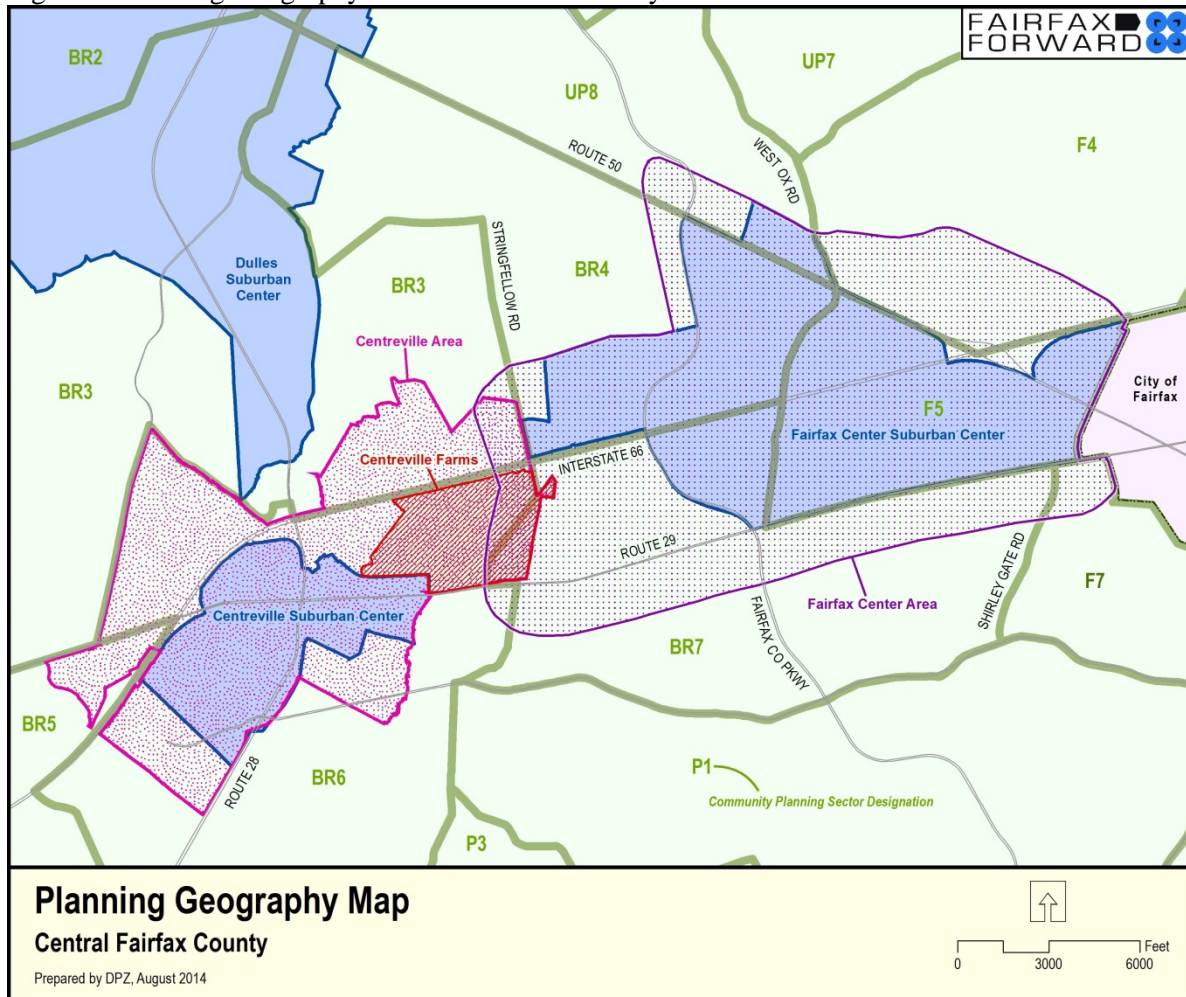 FAIRFAX
FORWARD
BR2
UP7
UP8
F4
WEST OX RD
ROUTE 50
STRINGFELLOW RD
Dulles
Suburban
Center
BR3
BR4
Centreville Area
BR3
City of
Fairfax
F5
Fairfax Center Suburban Center
Centreville Farms
INTERSTATE 66
ROUTE 29
SHIRLEY GATE RD
F7
Fairfax Center Area
Centreville Suburban Center
BR7
FAIRFAX CO PKWY
BR5
ROUTE 28
BR6
P1
Community Planning Sector Designation
P3
Planning Geography Map
Central Fairfax County
Prepared by DPZ, August 2014
Feet
0 3000 6000